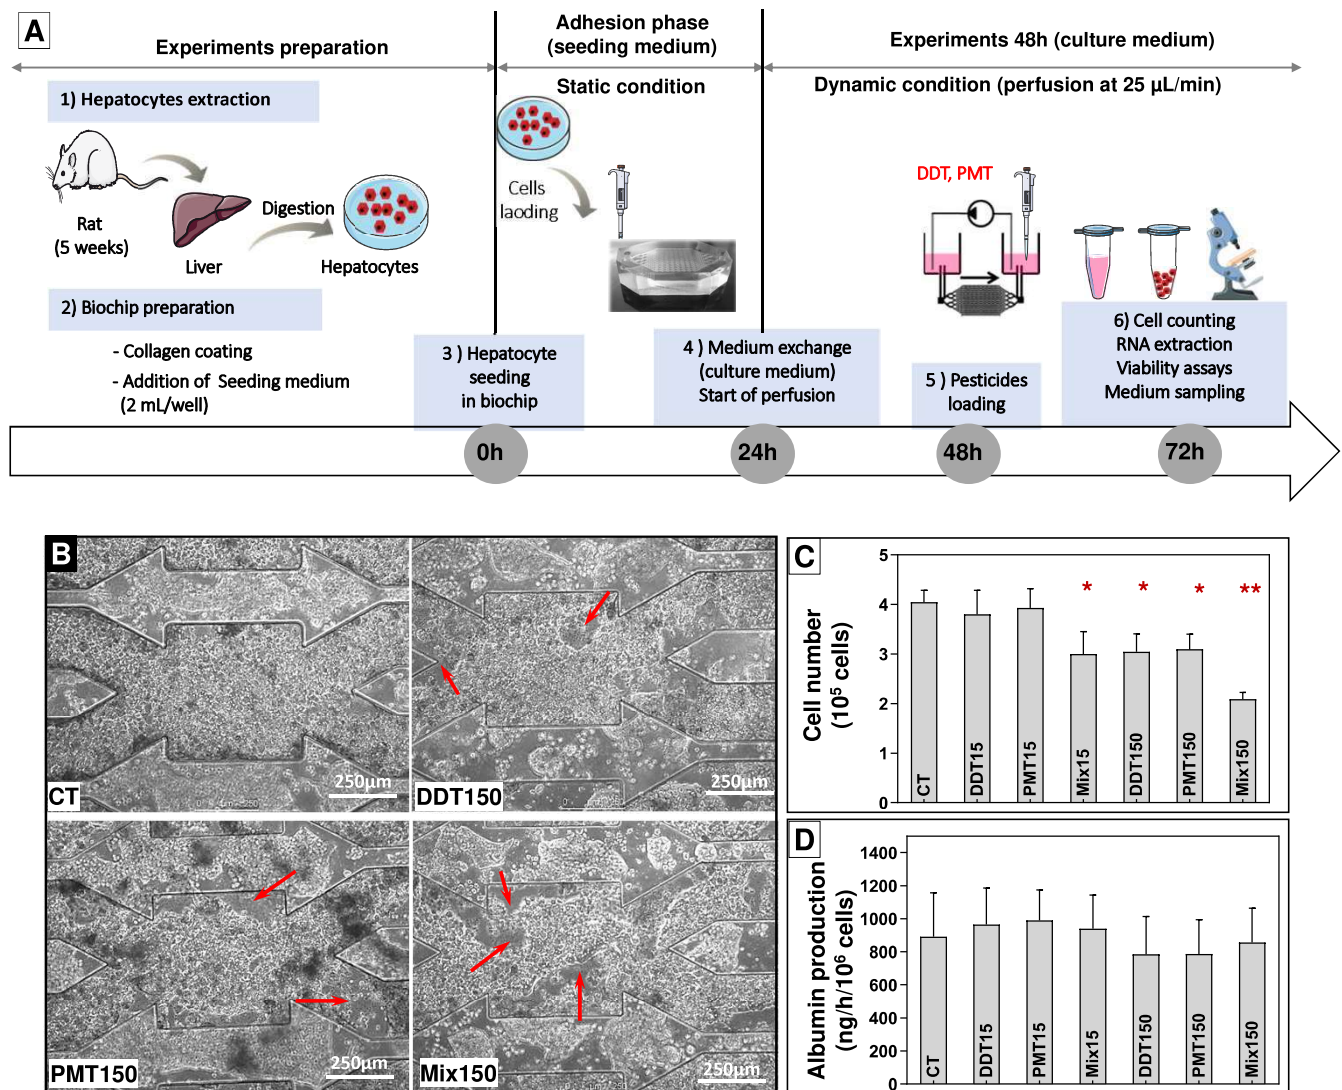 A
Experiments preparation
Adhesion phase
(seeding medium)
Experiments 48h (culture medium)
Static condition
Dynamic condition (perfusion at 25 µL/min)
1) Hepatocytes extraction
Rat
(5 weeks)
Liver
Digestion
Hepatocytes
Cells
laoding
DDT, PMT
2) Biochip preparation
- Collagen coating
- Addition of Seeding medium
(2 mL/well)
3 ) Hepatocyte
seeding
in biochip
4 ) Medium exchange
(culture medium)
Start of perfusion
5 ) Pesticides
loading
6) Cell counting
RNA extraction
Viability assays
Medium sampling
0h
24h
48h
72h
B
250µm
CT
250µm
DDT150
250µm
PMT150
250µm
Mix150
C
Cell number
(10⁵ cells)
5
4
3
2
1
0
* * * **
CT
DDT15
PMT15
Mix15
DDT150
PMT150
Mix150
D
Albumin production
(ng/h/10⁶ cells)
1400
1200
1000
800
600
400
200
0
CT
DDT15
PMT15
Mix15
DDT150
PMT150
Mix150